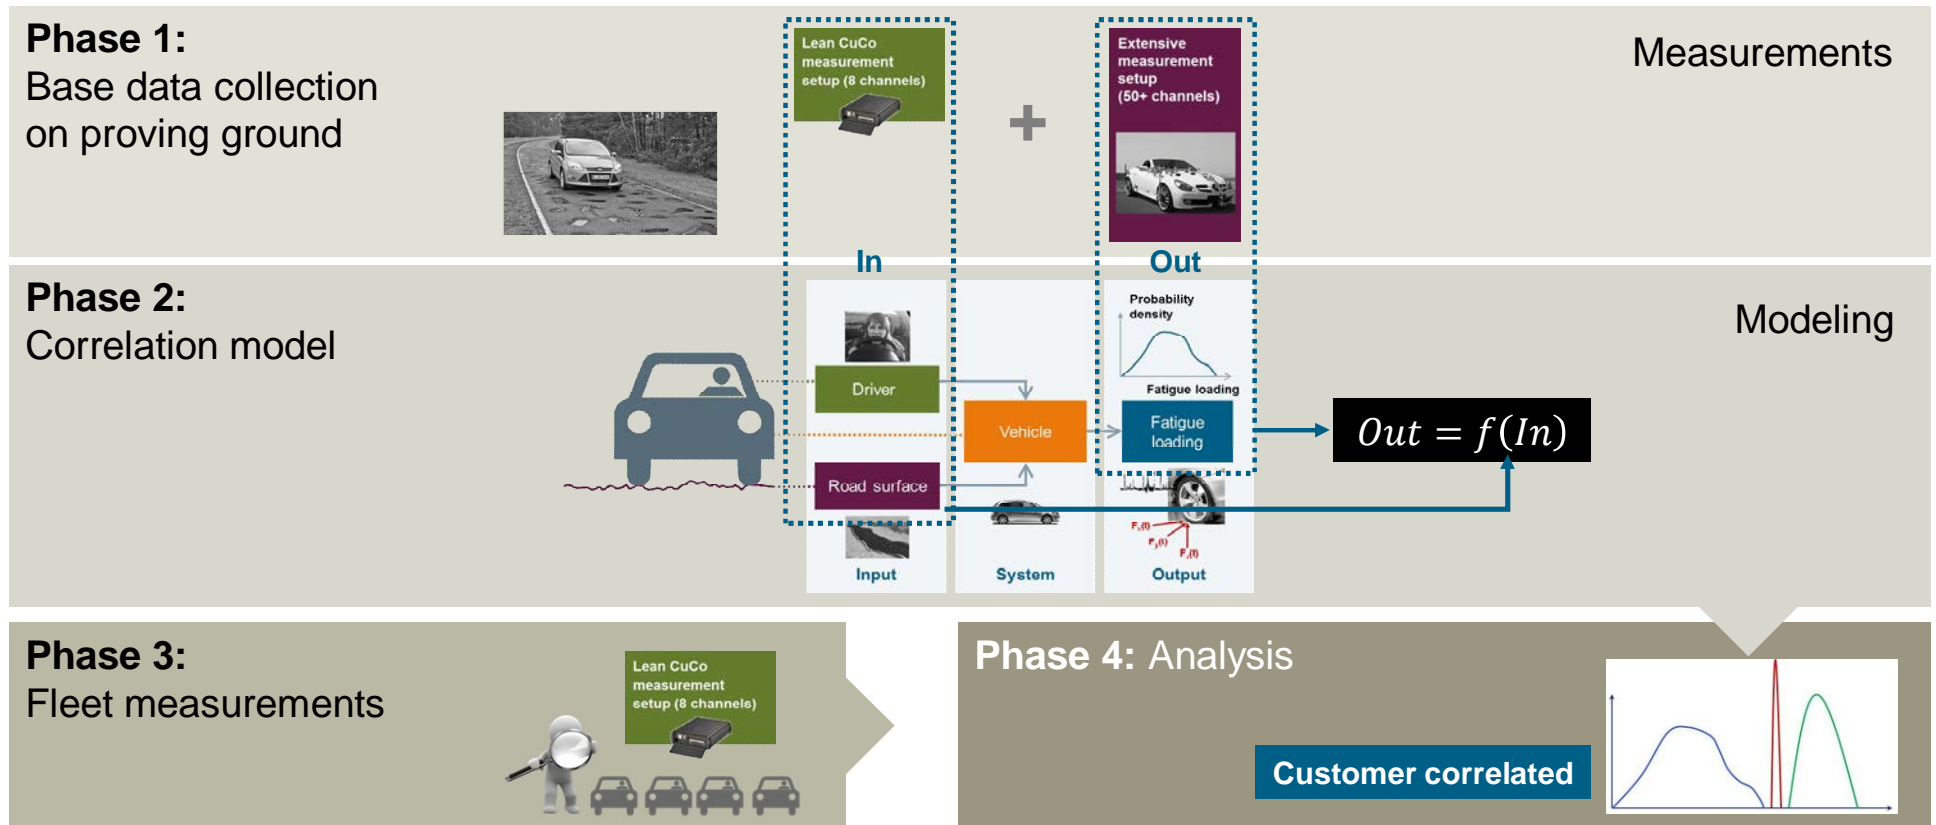 Phase 1:
Base data collection
on proving ground
Lean CuCo
measurement
setup (8 channels)
+
Extensive
measurement
setup
(50+ channels)
Measurements
In
Out
Phase 2:
Correlation model
Modeling
Probability
density
Fatigue loading
Driver
Vehicle
Fatigue
loading
Road surface
Out = f(In)
Fₓ(t)
Fᵧ(t)
F_z(t)
Input
System
Output
Phase 3:
Fleet measurements
Lean CuCo
measurement
setup (8 channels)
Phase 4: Analysis
Customer correlated